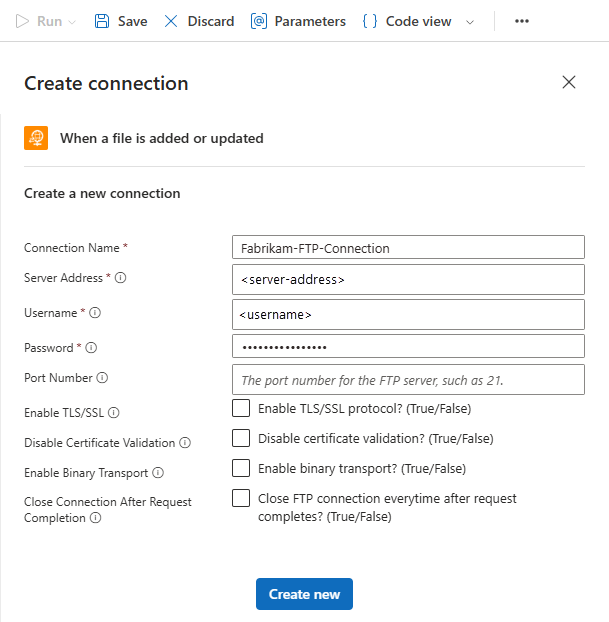 Run Save Discard Parameters Code view
Create connection
When a file is added or updated
Create a new connection
Connection Name * Fabrikam-FTP-Connection
Server Address * <server-address>
Username * <username>
Password * ••••••••••••••••
Port Number The port number for the FTP server, such as 21.
Enable TLS/SSL Enable TLS/SSL protocol? (True/False)
Disable Certificate Validation Disable certificate validation? (True/False)
Enable Binary Transport Enable binary transport? (True/False)
Close Connection After Request Close FTP connection everytime after request
Completion completes? (True/False)
Create new